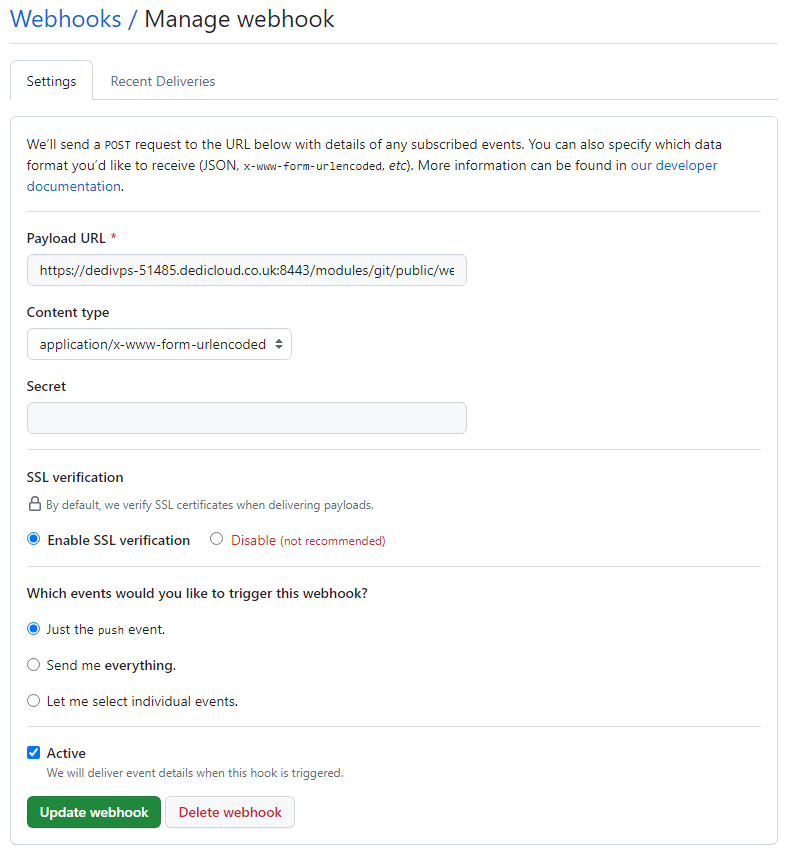 Webhooks / Manage webhook
Settings
Recent Deliveries
We’ll send a POST request to the URL below with details of any subscribed events. You can also specify which data
format you’d like to receive (JSON, x-www-form-urlencoded, etc). More information can be found in our developer
documentation.
Payload URL *
https://dedivps-51485.dedicloud.co.uk:8443/modules/git/public/we
Content type
application/x-www-form-urlencoded
Secret
SSL verification
By default, we verify SSL certificates when delivering payloads.
Enable SSL verification
Disable (not recommended)
Which events would you like to trigger this webhook?
Just the push event.
Send me everything.
Let me select individual events.
Active
We will deliver event details when this hook is triggered.
Update webhook
Delete webhook